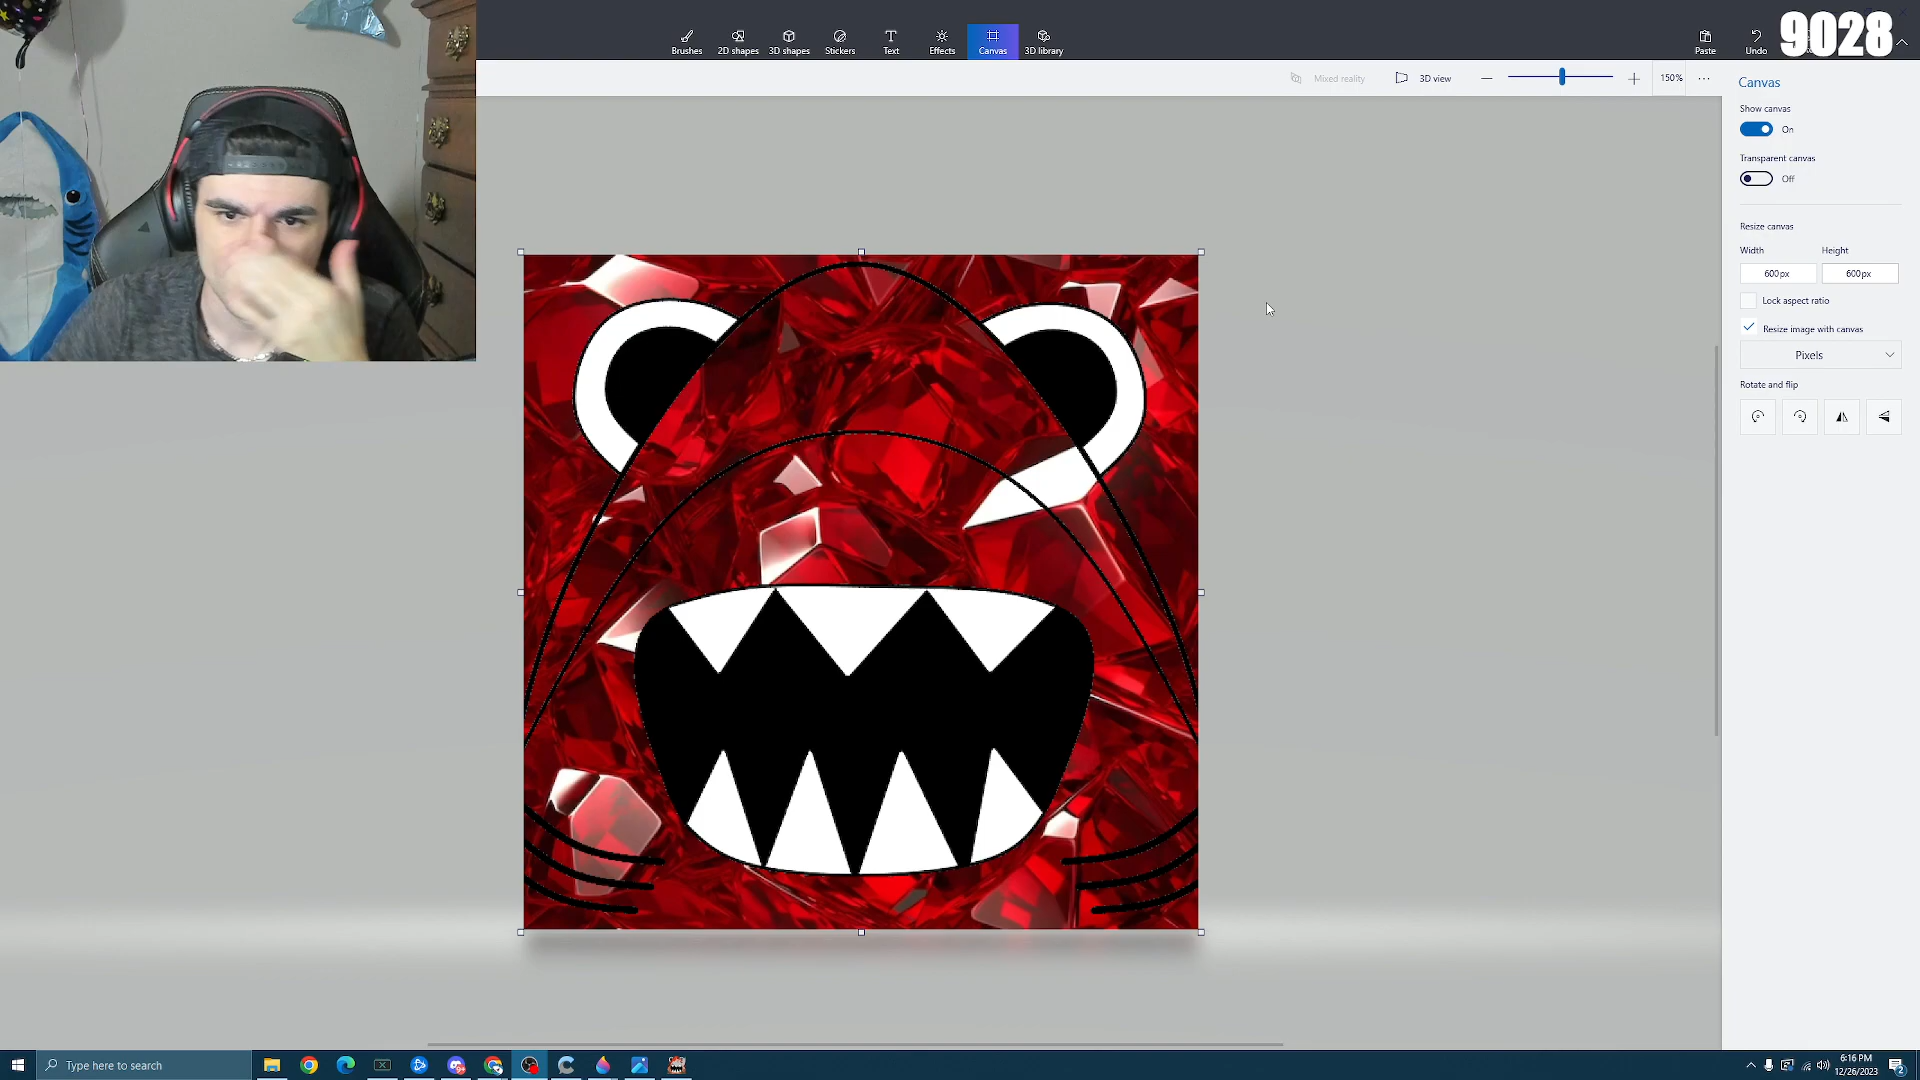 Brushes
2D shapes
3D shapes
Stickers
Text
Effects
Canvas
3D library
Paste
Undo
9028
Mixed reality
3D view
150%
Canvas
Show canvas
On
Transparent canvas
Off
Resize canvas
Width
Height
600px
600px
Lock aspect ratio
Resize image with canvas
Pixels
Rotate and flip
Type here to search
6:16 PM
12/26/2023